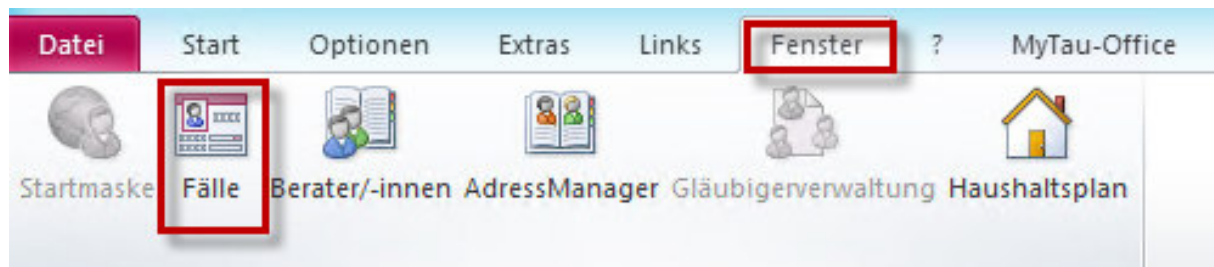 Datei Start Optionen Extras Links Fenster ? MyTau-Office
Startmaske Fälle Berater/-innen AdressManager Gläubigerverwaltung Haushaltsplan